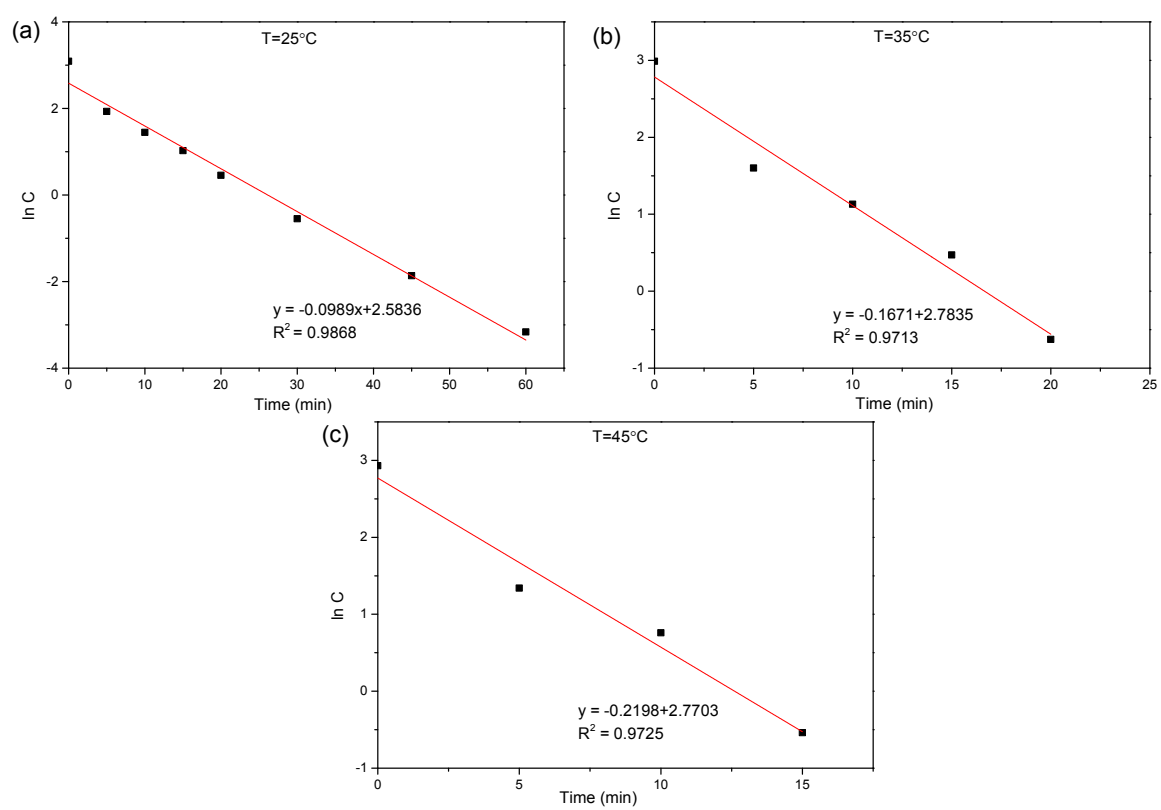 (a)
T=25°C
4
2
0
-2
-4
ln C
y = -0.0989x+2.5836
R² = 0.9868
0 10 20 30 40 50 60
Time (min)
(b)
T=35°C
3
2
1
0
-1
ln C
y = -0.1671+2.7835
R² = 0.9713
0 5 10 15 20 25
Time (min)
(c)
T=45°C
3
2
1
0
-1
ln C
y = -0.2198+2.7703
R² = 0.9725
0 5 10 15
Time (min)